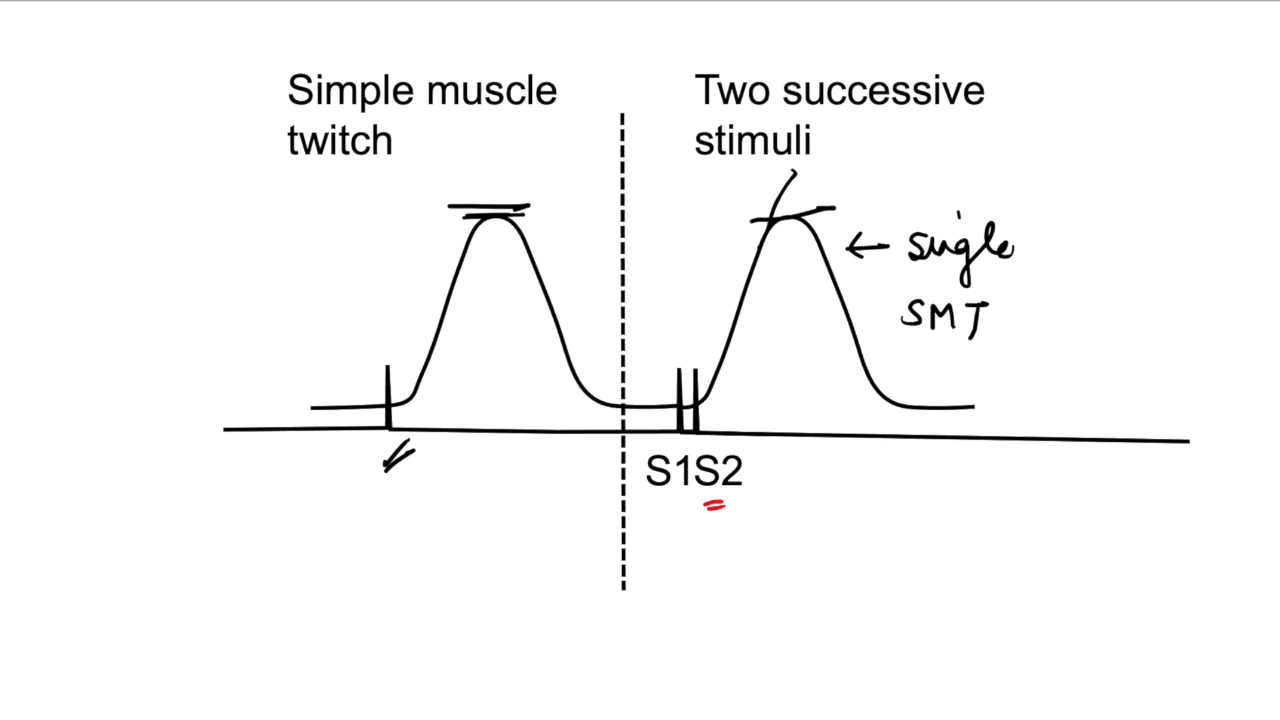 Simple muscle
twitch
Two successive
stimuli
single
SMT
S1S2